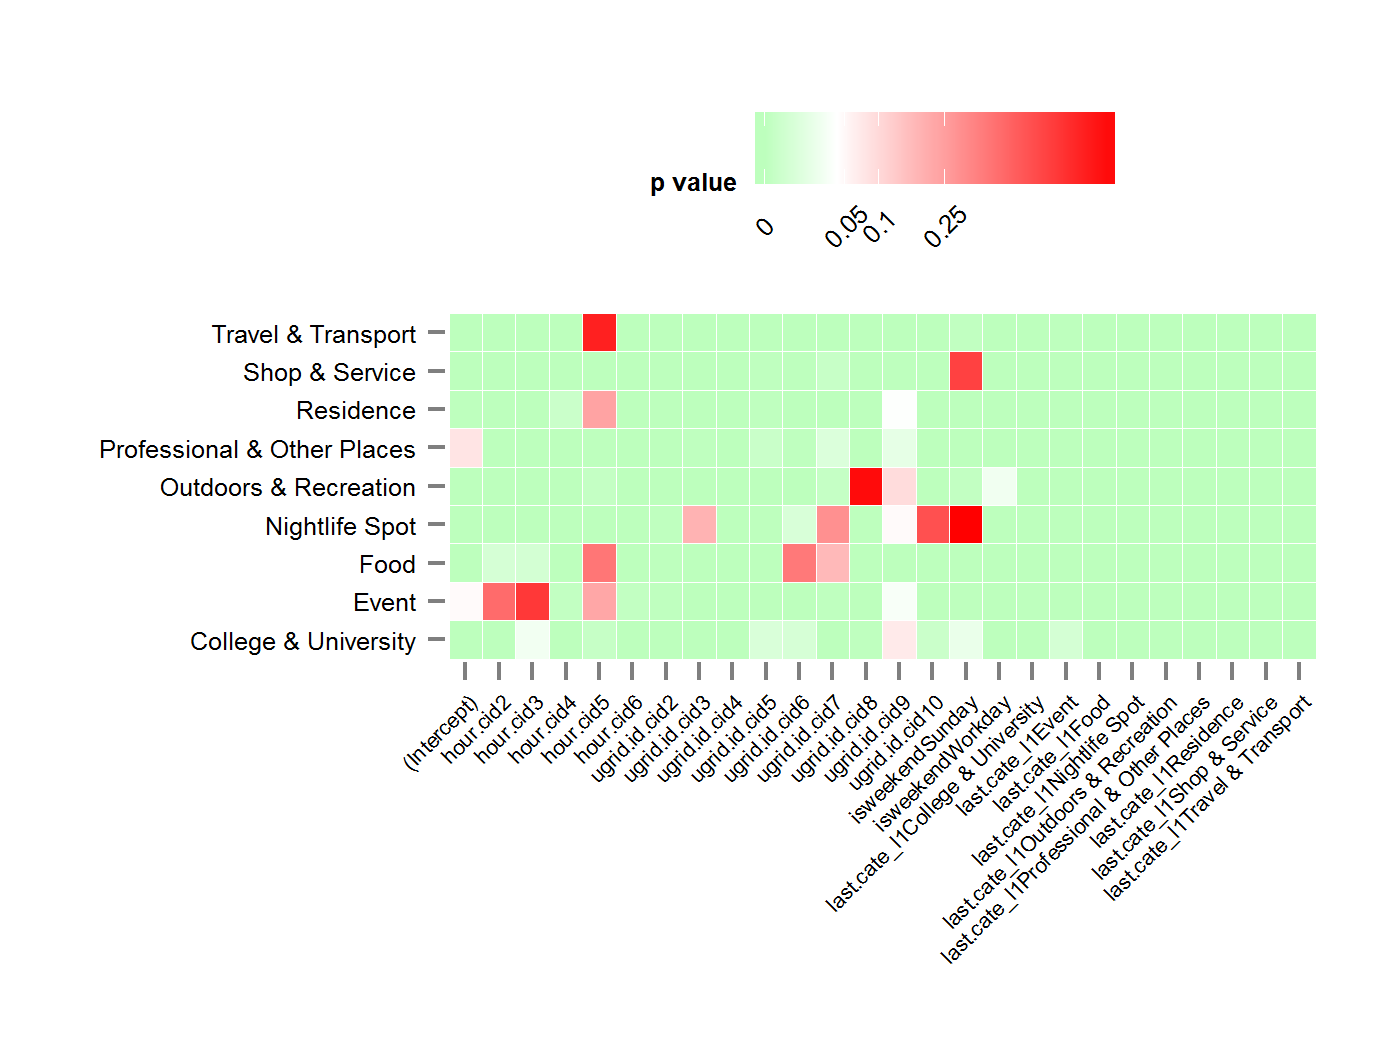 p value
0
0.05
0.1
0.25
Travel & Transport
Shop & Service
Residence
Professional & Other Places
Outdoors & Recreation
Nightlife Spot
Food
Event
College & University
(Intercept)
hour.cid2
hour.cid3
hour.cid4
hour.cid5
hour.cid6
ugrid.id.cid2
ugrid.id.cid3
ugrid.id.cid4
ugrid.id.cid5
ugrid.id.cid6
ugrid.id.cid7
ugrid.id.cid8
ugrid.id.cid9
ugrid.id.cid10
isweekendSunday
isweekendWorkday
last.cate_l1College & University
last.cate_l1Event
last.cate_l1Food
last.cate_l1Nightlife Spot
last.cate_l1Outdoors & Recreation
last.cate_l1Professional & Other Places
last.cate_l1Residence
last.cate_l1Shop & Service
last.cate_l1Travel & Transport